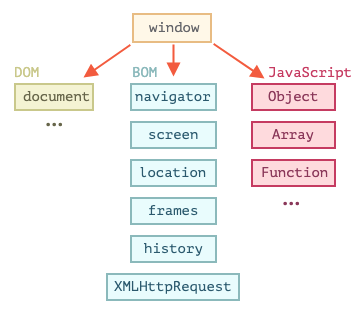 window
DOM
BOM
JavaScript
document
navigator
Object
...
screen
Array
location
Function
frames
...
history
XMLHttpRequest